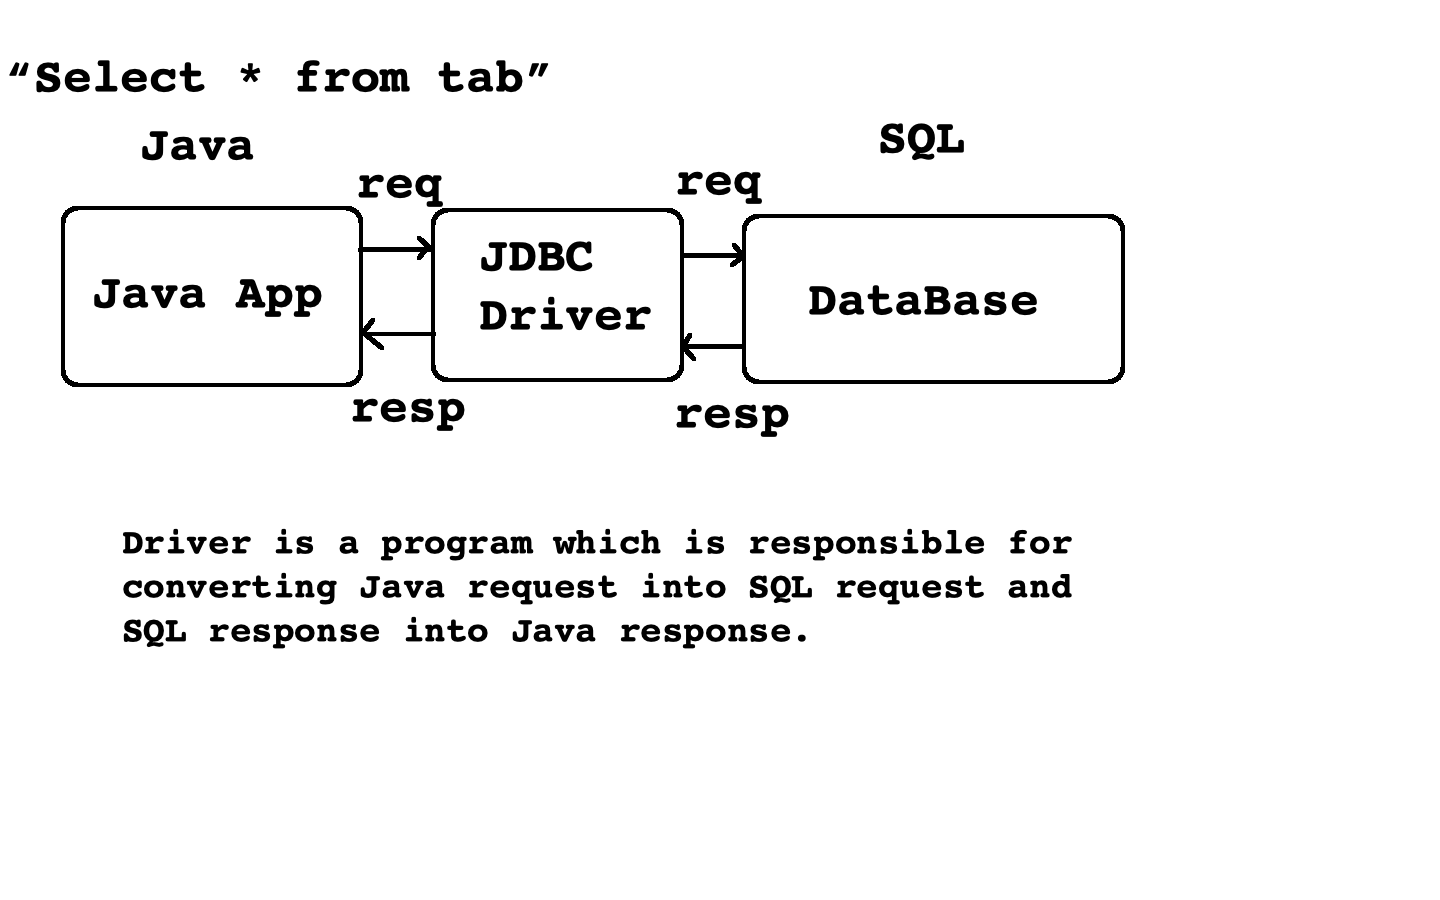 “Select * from tab”
Java
SQL
req
req
Java App
JDBC
Driver
DataBase
resp
resp
Driver is a program which is responsible for
converting Java request into SQL request and
SQL response into Java response.